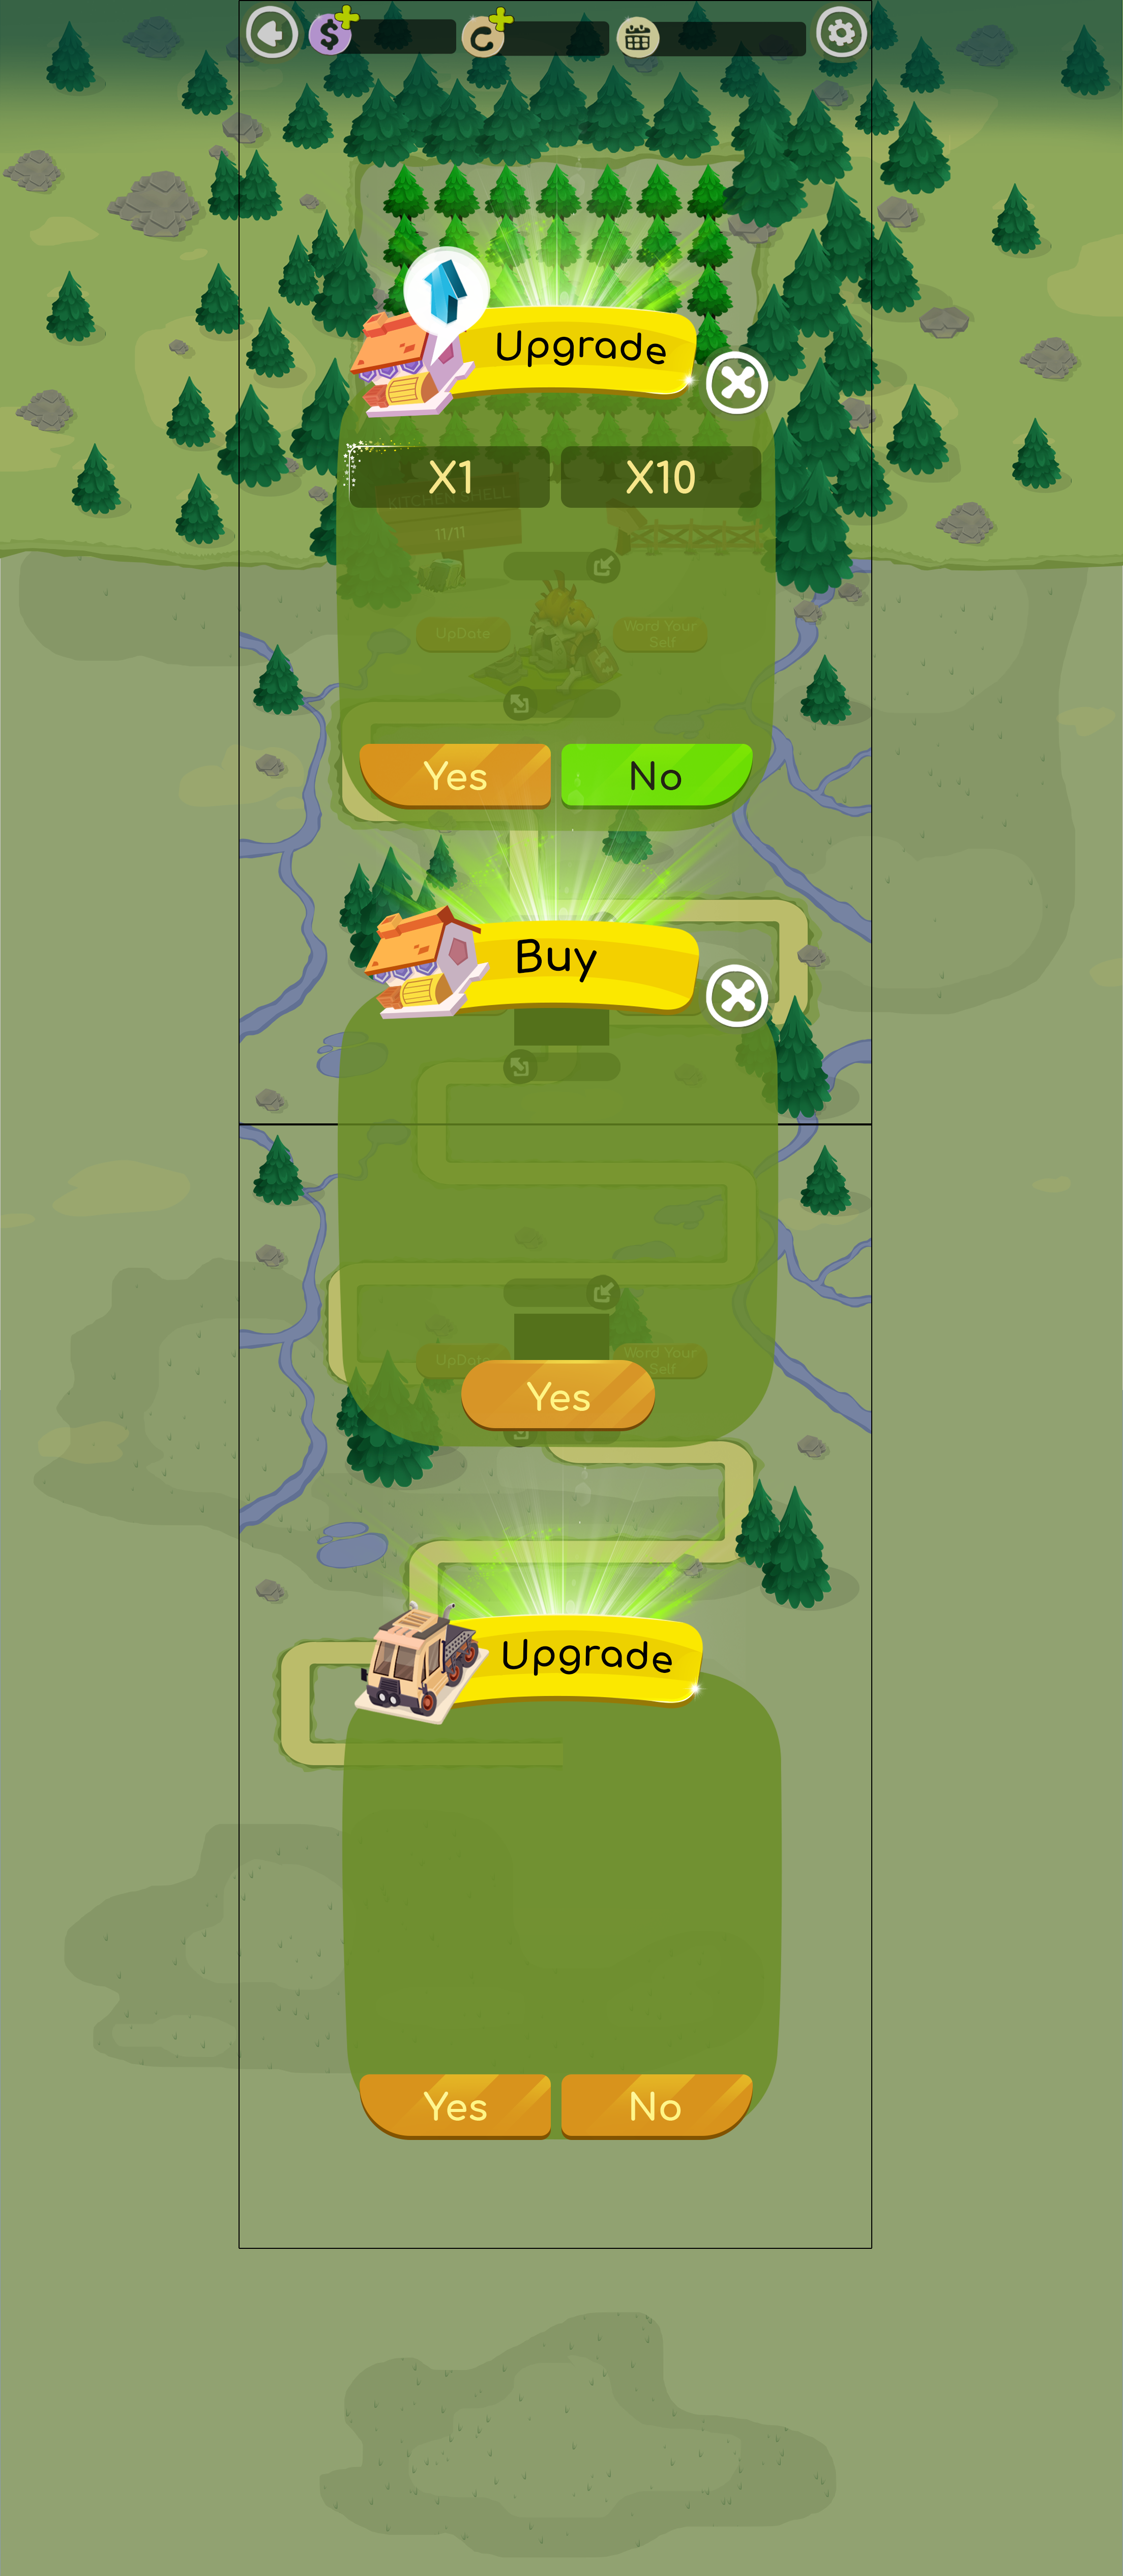 Upgrade
X1
X10
KITCHEN SHELL
11/11
UpDate
Word Your
Self
Yes
No
Buy
UpDate
Word Your
Self
Yes
Upgrade
Yes
No